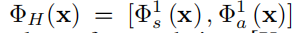 Φ_H(x) = [Φ_s^1(x), Φ_a^1(x)]